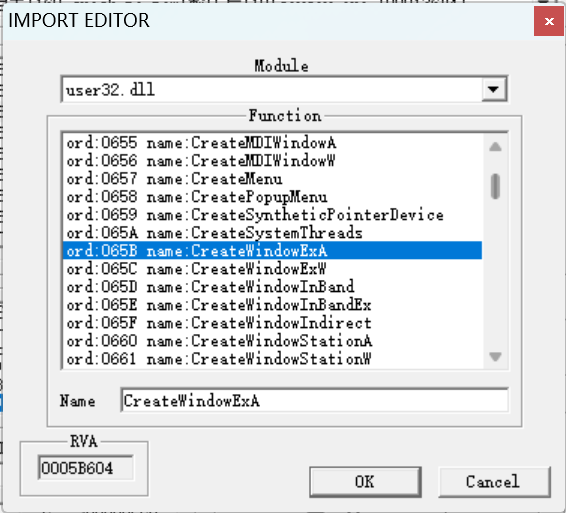 IMPORT EDITOR
Module
user32.dll
Function
ord:0655 name:CreateMDIWindowA
ord:0656 name:CreateMDIWindowW
ord:0657 name:CreateMenu
ord:0658 name:CreatePopupMenu
ord:0659 name:CreateSyntheticPointerDevice
ord:065A name:CreateSystemThreads
ord:065B name:CreateWindowExA
ord:065C name:CreateWindowExW
ord:065D name:CreateWindowInBand
ord:065E name:CreateWindowInBandEx
ord:065F name:CreateWindowIndirect
ord:0660 name:CreateWindowStationA
ord:0661 name:CreateWindowStationW
Name CreateWindowExA
RVA
0005B604
OK Cancel